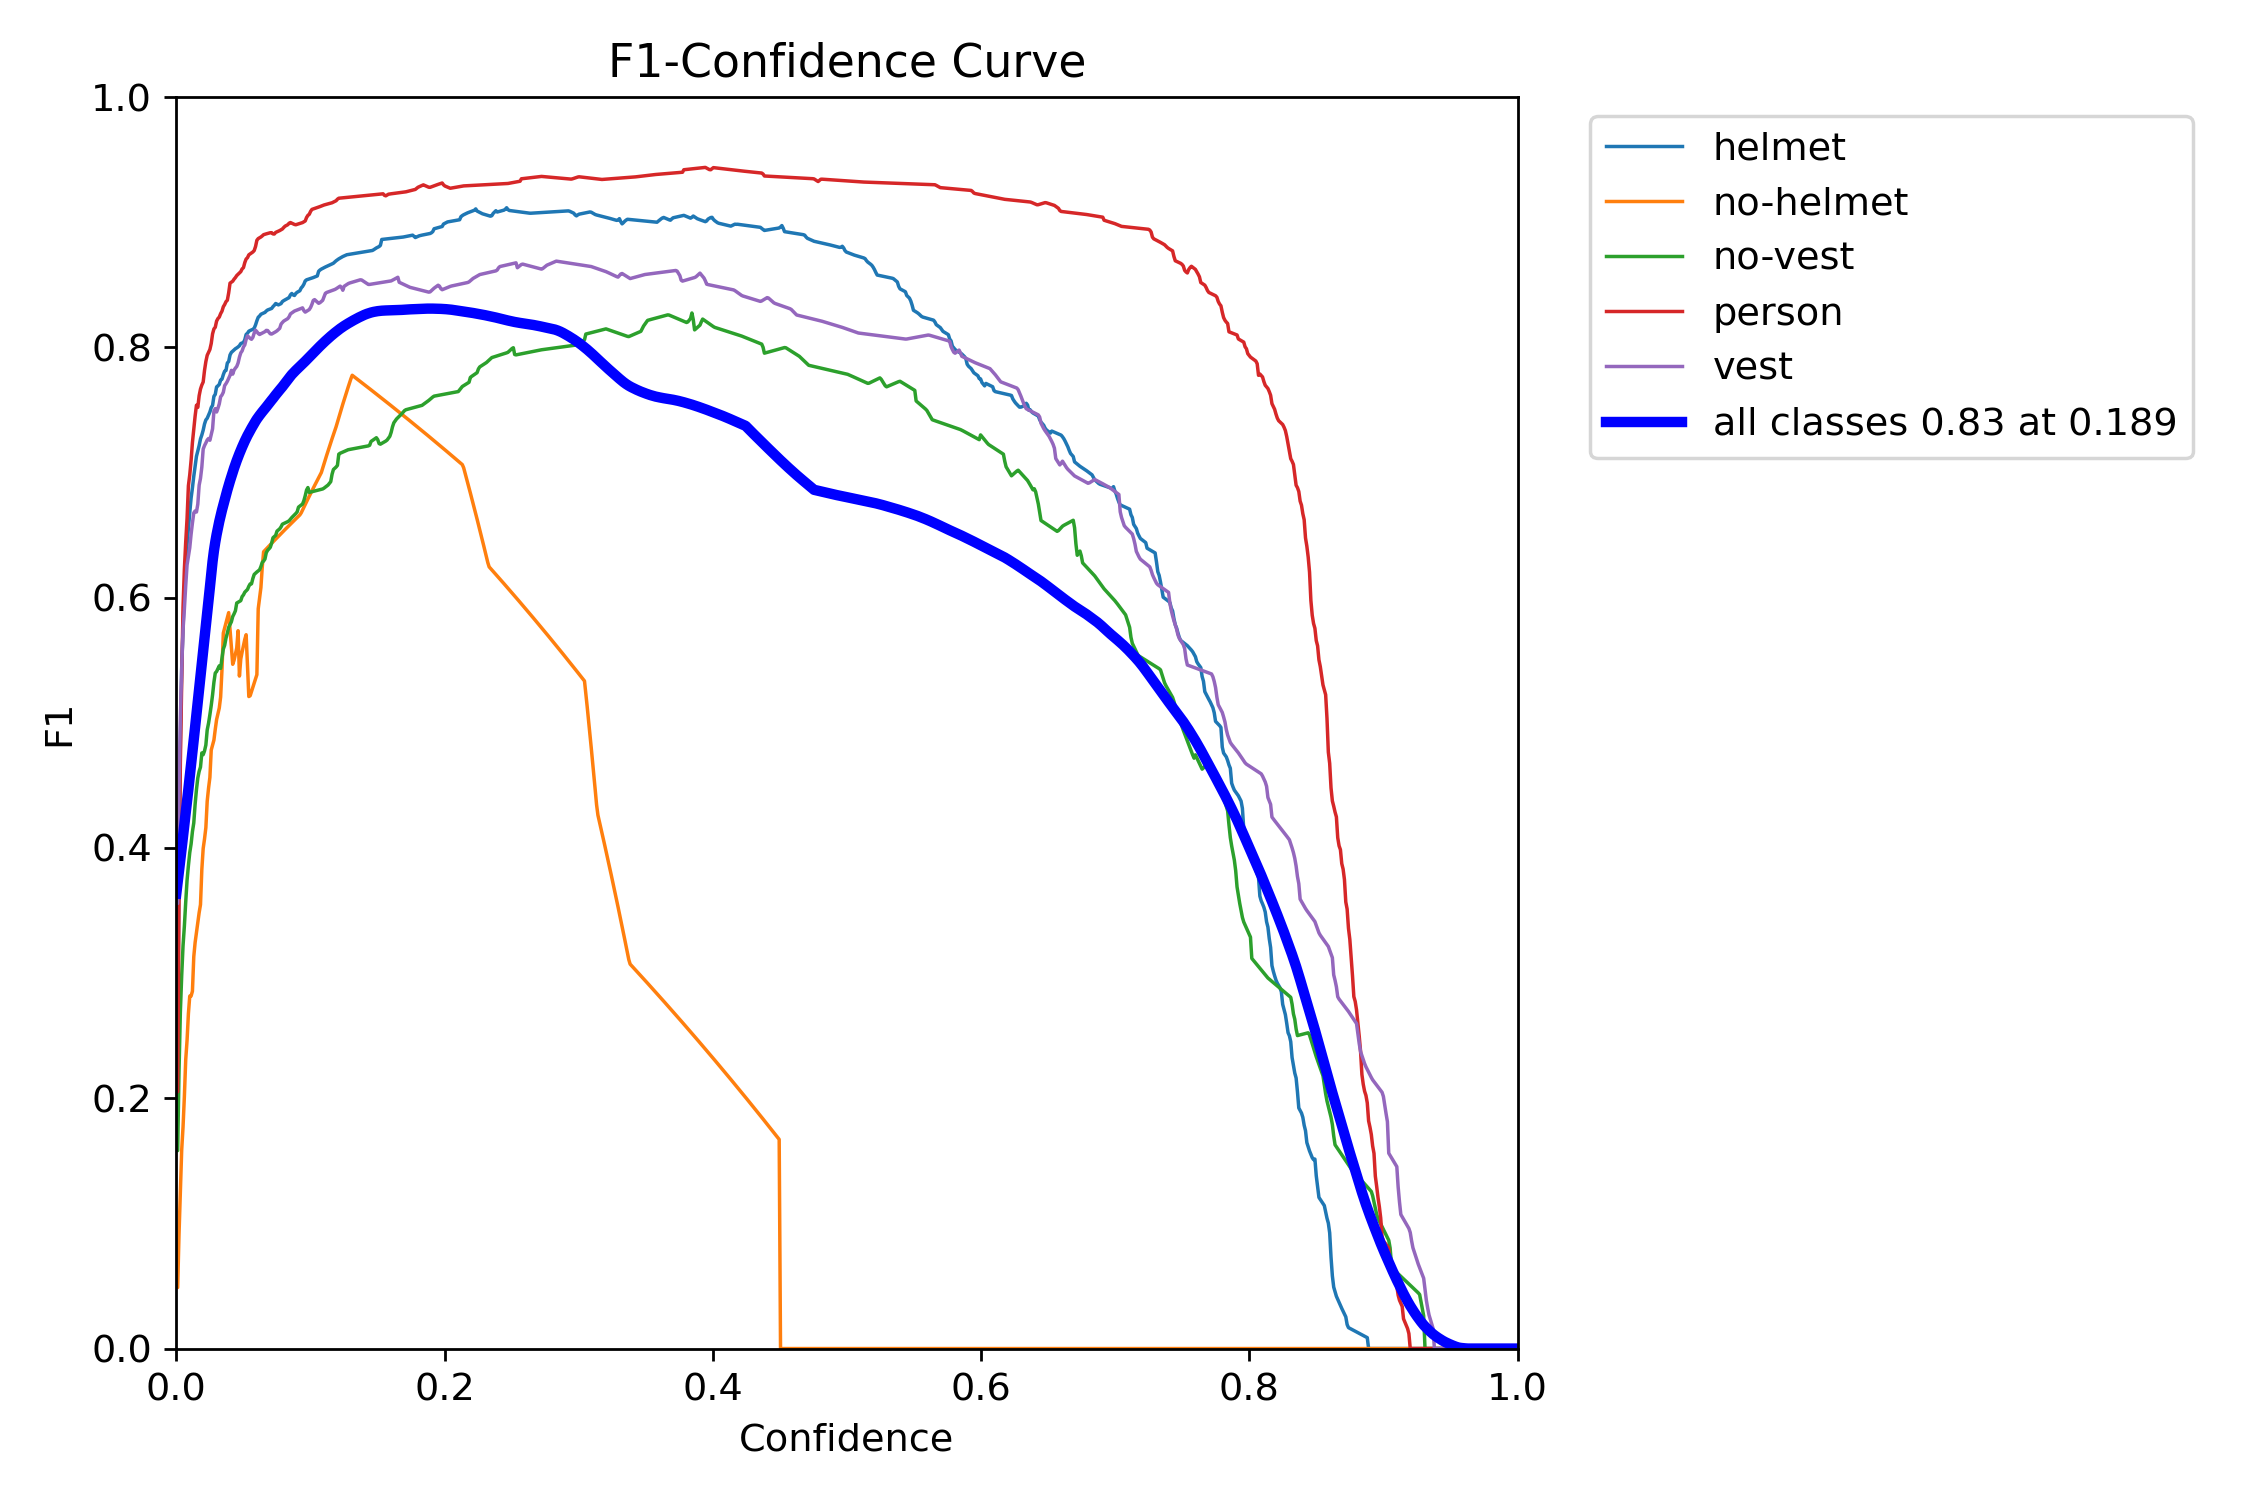 F1-Confidence Curve
1.0
0.8
0.6
0.4
0.2
0.0
F1
0.0 0.2 0.4 0.6 0.8 1.0
Confidence
helmet
no-helmet
no-vest
person
vest
all classes 0.83 at 0.189